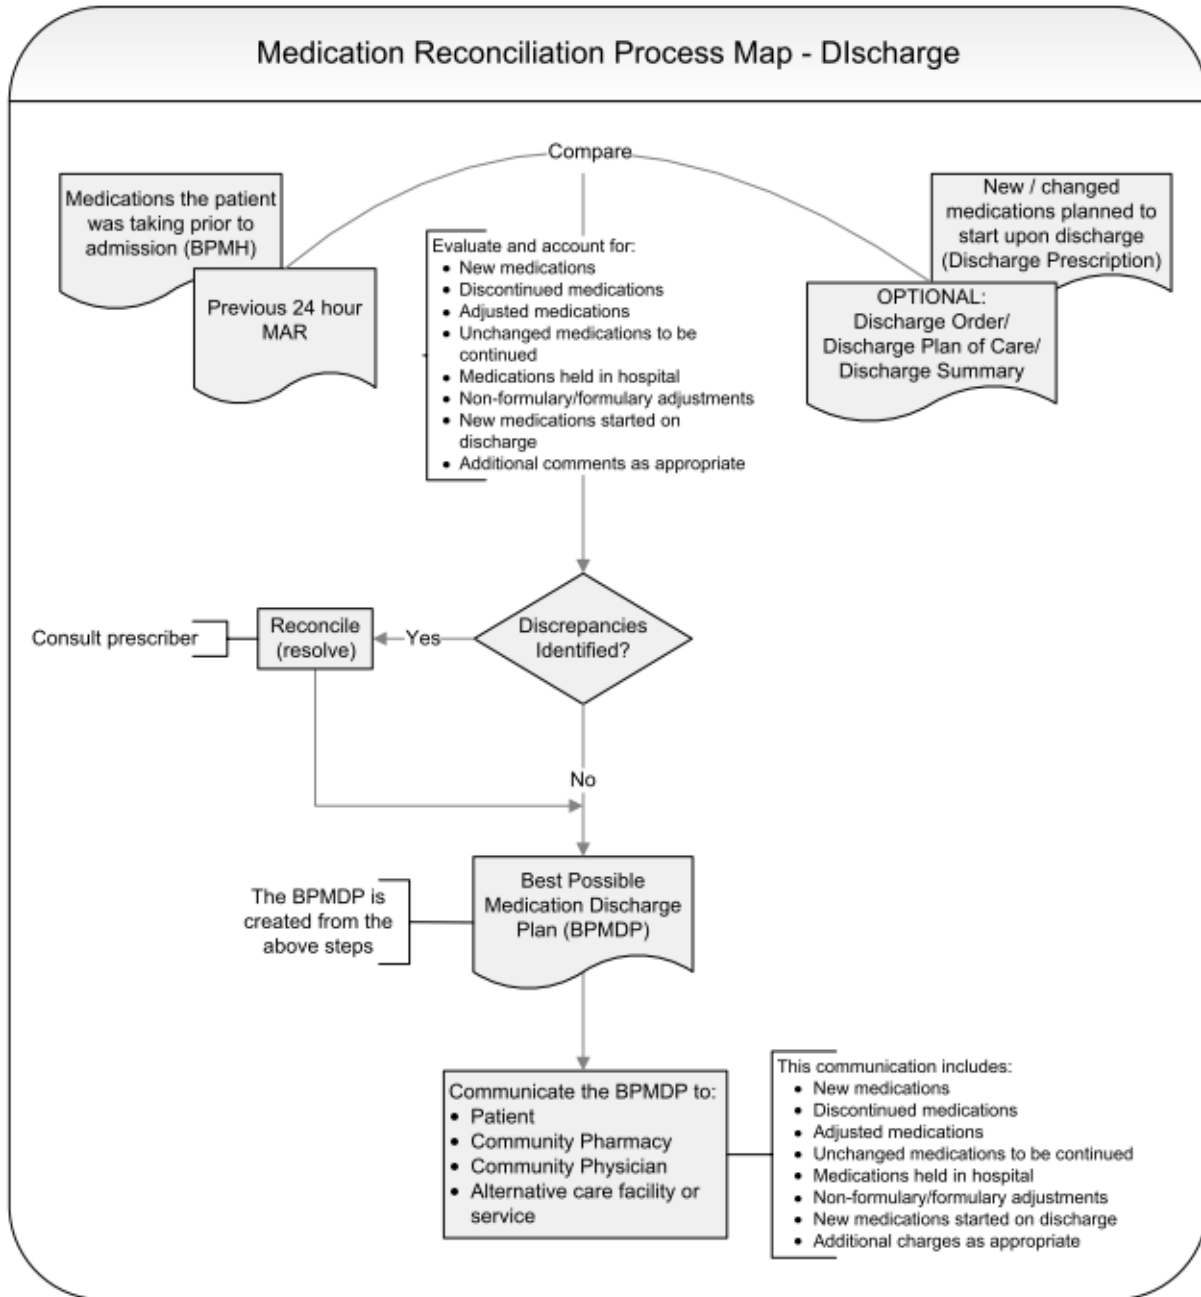 Medication Reconciliation Process Map - DIscharge
Compare
Medications the patient
was taking prior to
admission (BPMH)
Previous 24 hour
MAR
New / changed
medications planned to
start upon discharge
(Discharge Prescription)
OPTIONAL:
Discharge Order/
Discharge Plan of Care/
Discharge Summary
Evaluate and account for:
• New medications
• Discontinued medications
• Adjusted medications
• Unchanged medications to be
continued
• Medications held in hospital
• Non-formulary/formulary adjustments
• New medications started on
discharge
• Additional comments as appropriate
Discrepancies
Identified?
Yes
Reconcile
(resolve)
Consult prescriber
No
Best Possible
Medication Discharge
Plan (BPMDP)
The BPMDP is
created from the
above steps
Communicate the BPMDP to:
• Patient
• Community Pharmacy
• Community Physician
• Alternative care facility or
service
This communication includes:
• New medications
• Discontinued medications
• Adjusted medications
• Unchanged medications to be continued
• Medications held in hospital
• Non-formulary/formulary adjustments
• New medications started on discharge
• Additional charges as appropriate